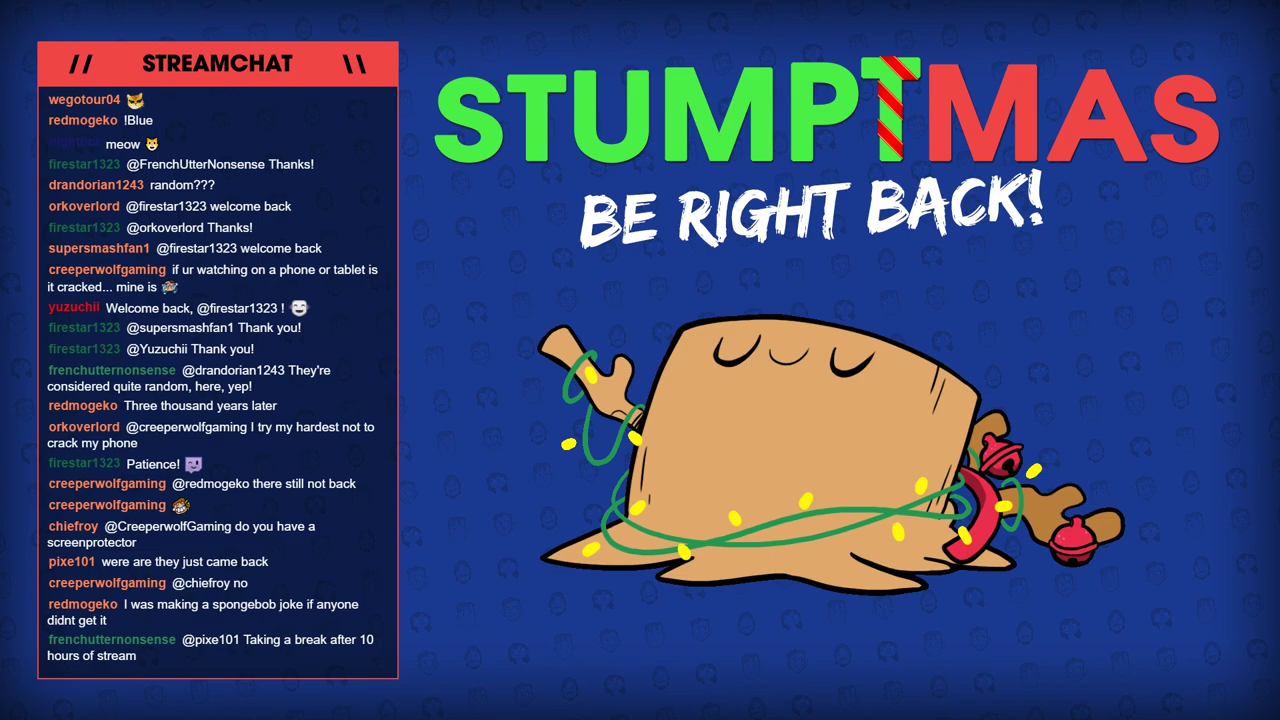 // STREAMCHAT \\
wegotour04
redmogeko !Blue
meow
firestar1323 @FrenchUtterNonsense Thanks!
drandorian1243 random???
orkoverlord @firestar1323 welcome back
firestar1323 @orkoverlord Thanks!
supersmashfan1 @firestar1323 welcome back
creeperwolfgaming if ur watching on a phone or tablet is
it cracked... mine is
yuzuchii Welcome back, @firestar1323 !
firestar1323 @supersmashfan1 Thank you!
firestar1323 @Yuzuchii Thank you!
frenchutternonsense @drandorian1243 They're
considered quite random, here, yep!
redmogeko Three thousand years later
orkoverlord @creeperwolfgaming I try my hardest not to
crack my phone
firestar1323 Patience!
creeperwolfgaming @redmogeko there still not back
creeperwolfgaming
chiefroy @CreeperwolfGaming do you have a
screenprotector
pixe101 were are they just came back
creeperwolfgaming @chiefroy no
redmogeko I was making a spongebob joke if anyone
didnt get it
frenchutternonsense @pixe101 Taking a break after 10
hours of stream
STUMPTMAS
BE RIGHT BACK!